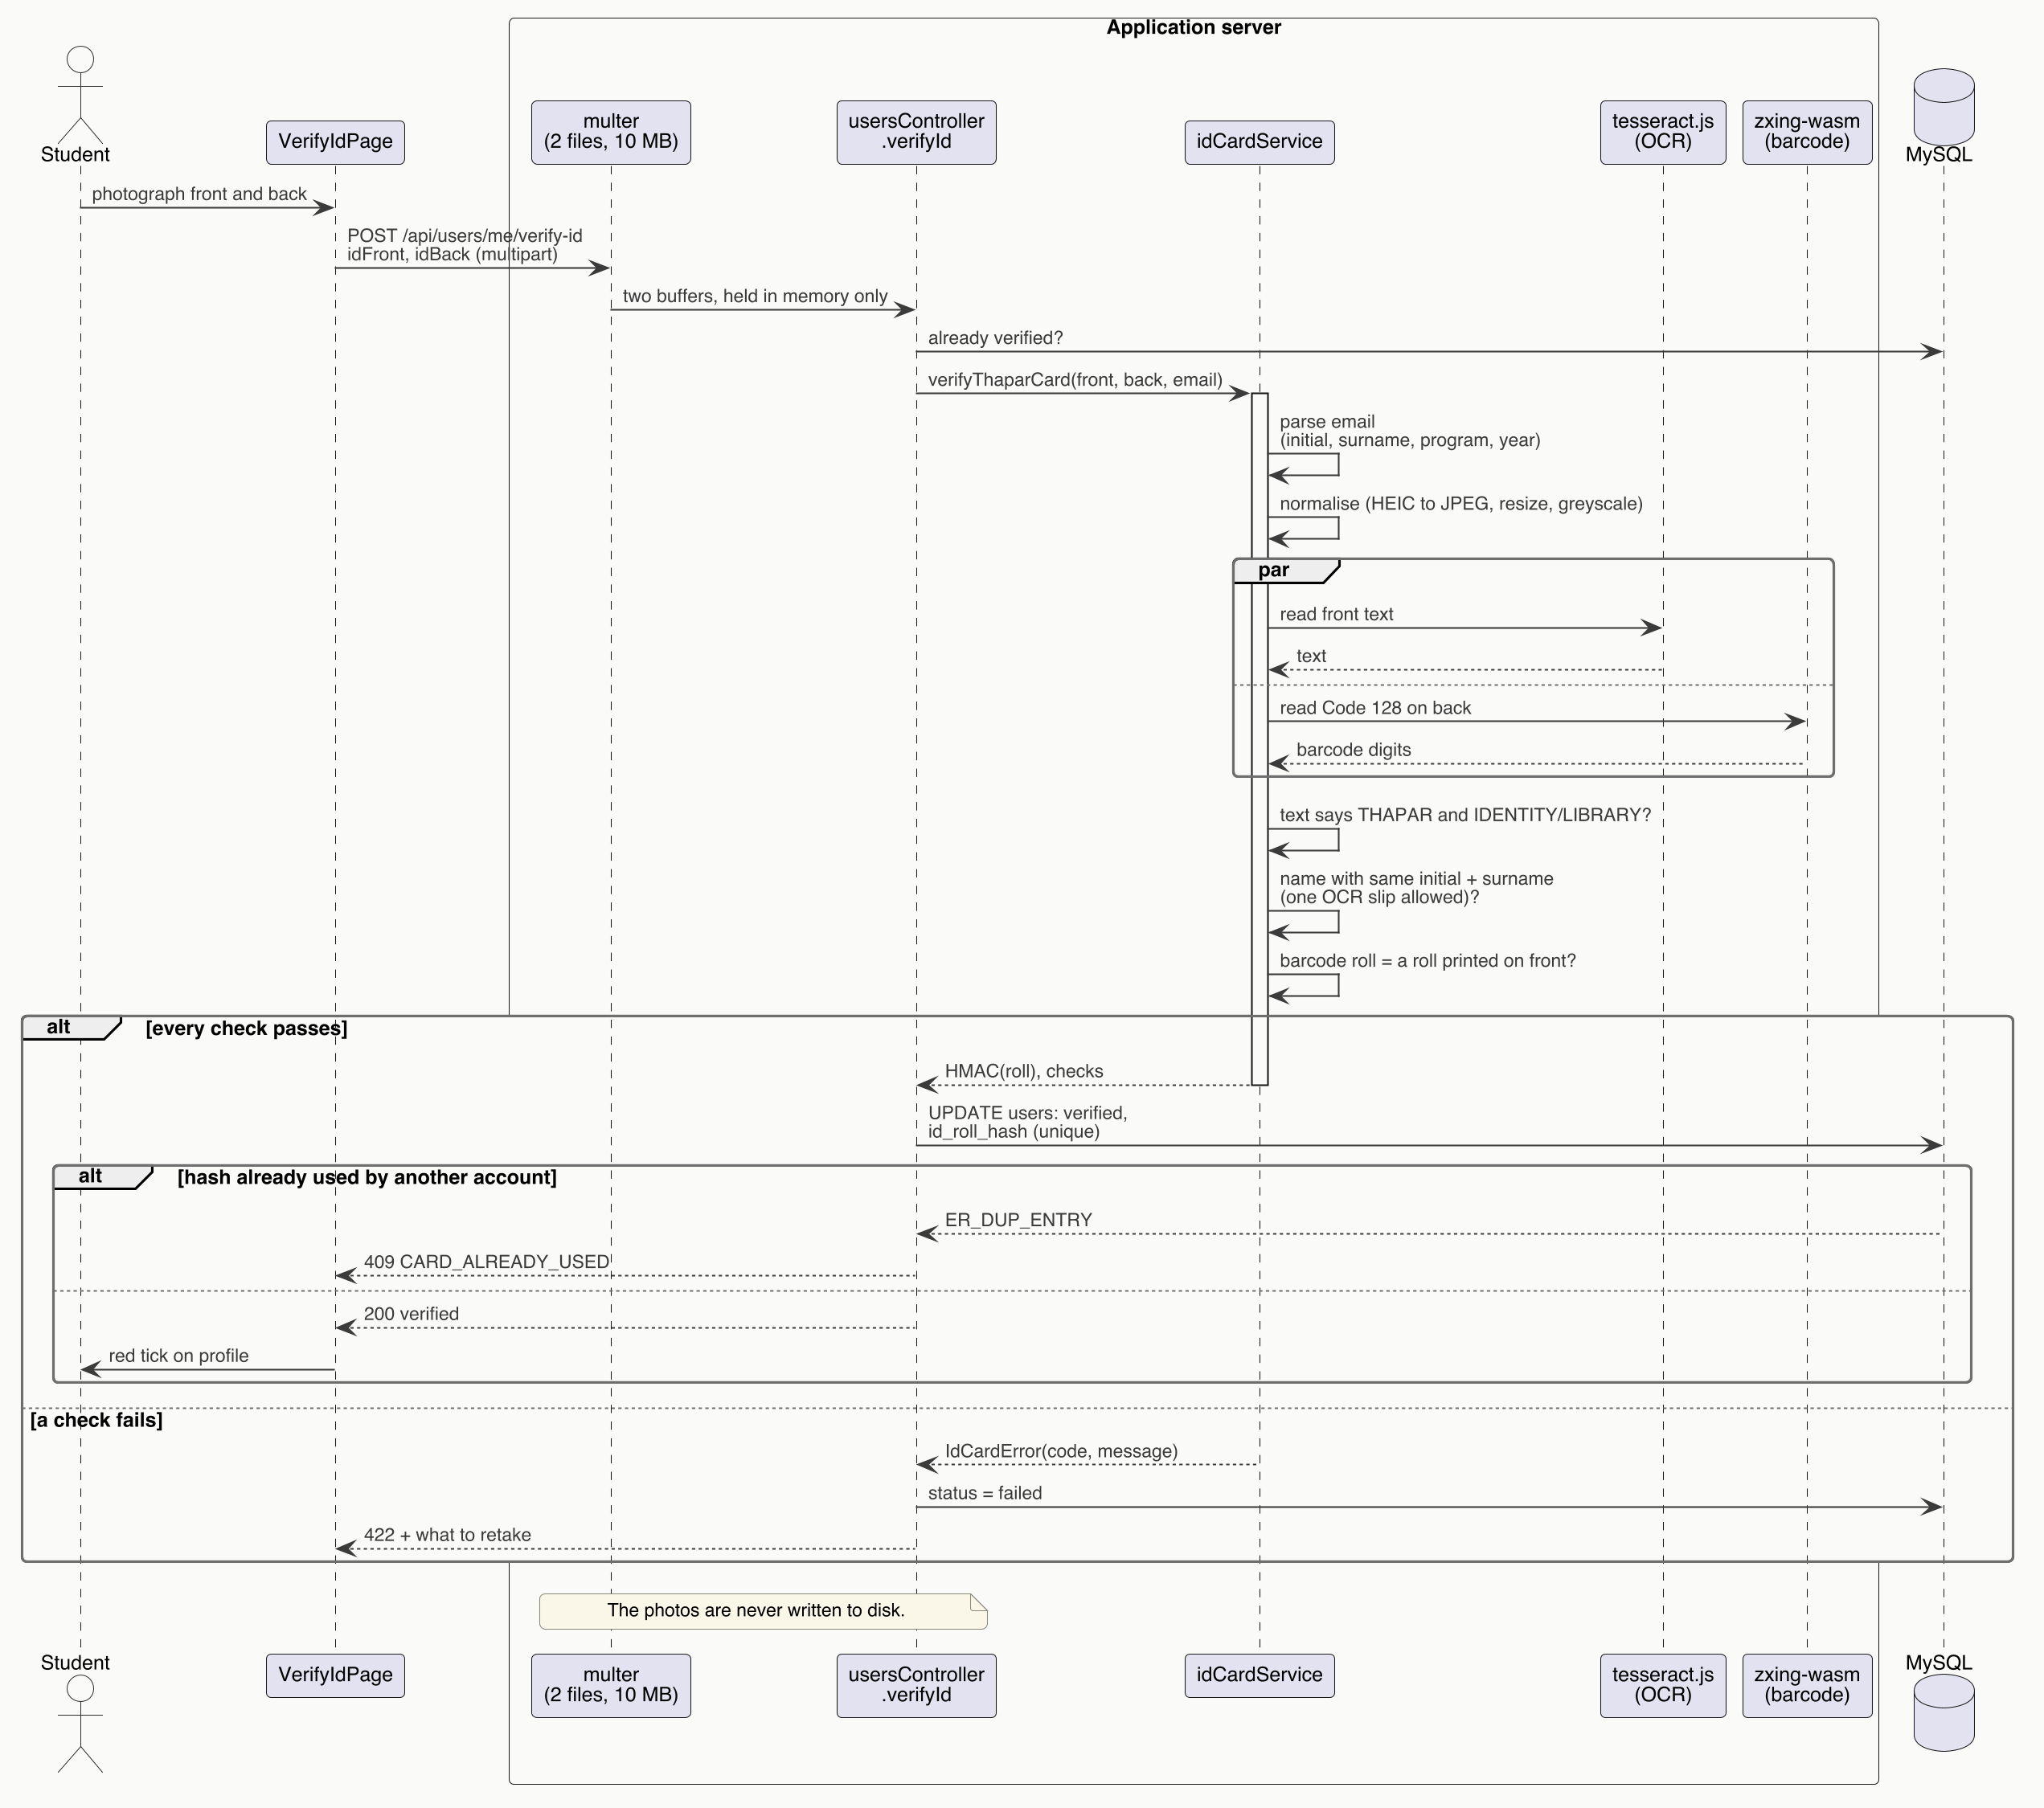 Application server
Student
VerifyIdPage
multer
(2 files, 10 MB)
usersController
.verifyId
idCardService
tesseract.js
(OCR)
zxing-wasm
(barcode)
MySQL
photograph front and back
POST /api/users/me/verify-id
idFront, idBack (multipart)
two buffers, held in memory only
already verified?
verifyThaparCard(front, back, email)
parse email
(initial, surname, program, year)
normalise (HEIC to JPEG, resize, greyscale)
par
read front text
text
read Code 128 on back
barcode digits
text says THAPAR and IDENTITY/LIBRARY?
name with same initial + surname
(one OCR slip allowed)?
barcode roll = a roll printed on front?
alt
[every check passes]
HMAC(roll), checks
UPDATE users: verified,
id_roll_hash (unique)
alt
[hash already used by another account]
ER_DUP_ENTRY
409 CARD_ALREADY_USED
200 verified
red tick on profile
[a check fails]
IdCardError(code, message)
status = failed
422 + what to retake
The photos are never written to disk.
Student
VerifyIdPage
multer
(2 files, 10 MB)
usersController
.verifyId
idCardService
tesseract.js
(OCR)
zxing-wasm
(barcode)
MySQL